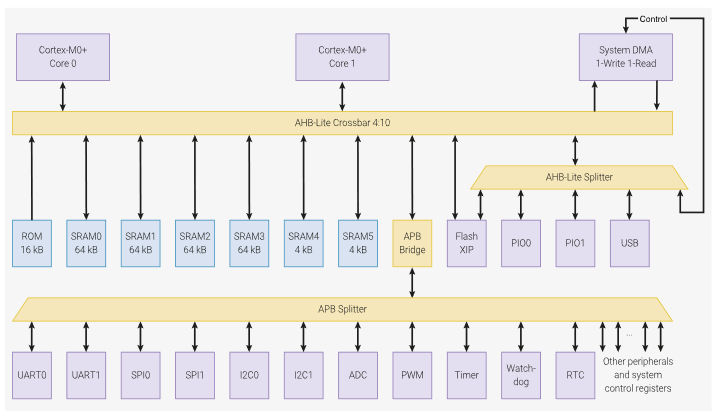 Control
Cortex-M0+
Core 0
Cortex-M0+
Core 1
System DMA
1-Write 1-Read
AHB-Lite Crossbar 4:10
AHB-Lite Splitter
ROM
16 kB
SRAM0
64 kB
SRAM1
64 kB
SRAM2
64 kB
SRAM3
64 kB
SRAM4
4 kB
SRAM5
4 kB
APB
Bridge
Flash
XIP
PIO0
PIO1
USB
APB Splitter
UART0
UART1
SPI0
SPI1
I2C0
I2C1
ADC
PWM
Timer
Watch-
dog
RTC
...
Other peripherals
and system
control registers